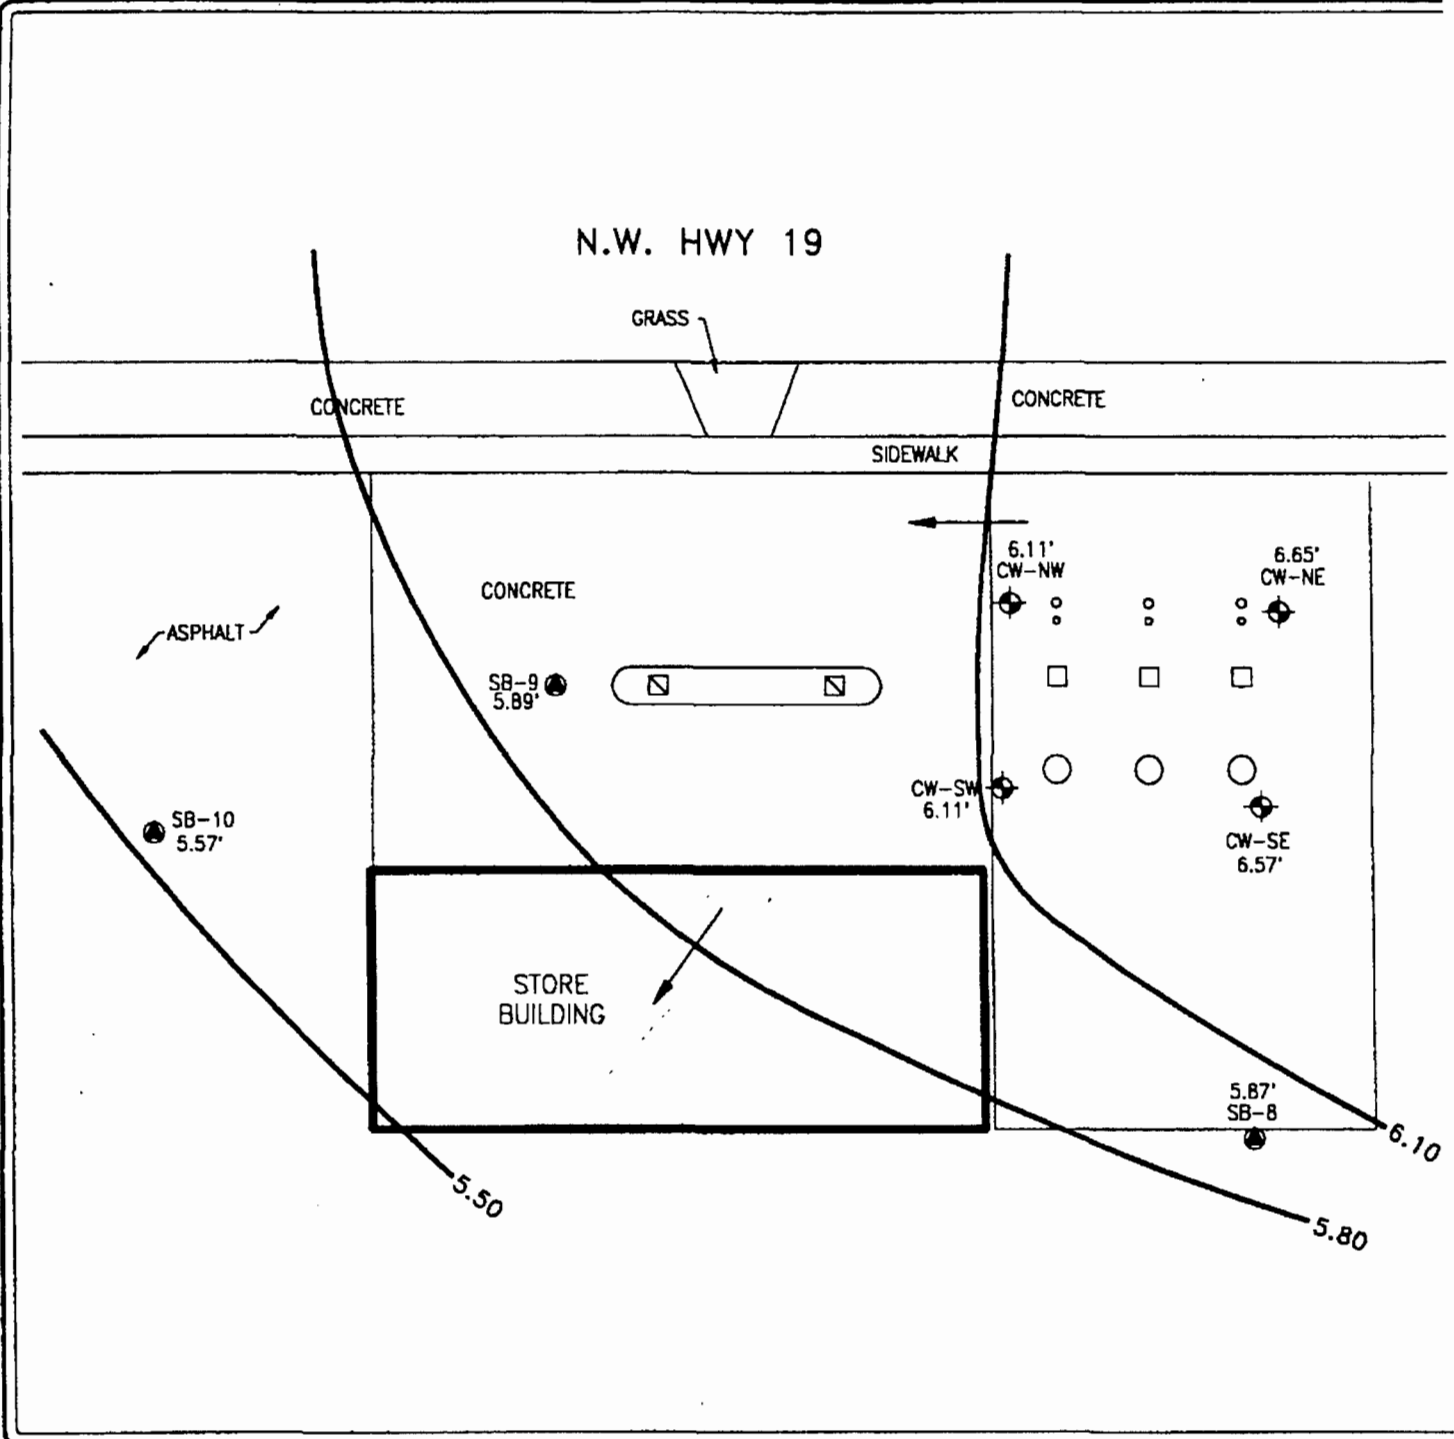 N.W. HWY 19
GRASS
CONCRETE
CONCRETE
SIDEWALK
6.11'
CW-NW
6.65'
CW-NE
CONCRETE
ASPHALT
SB-9
5.89'
CW-SW
6.11'
SB-10
5.57'
CW-SE
6.57'
STORE
BUILDING
5.87'
SB-8
6.10
5.50
5.80